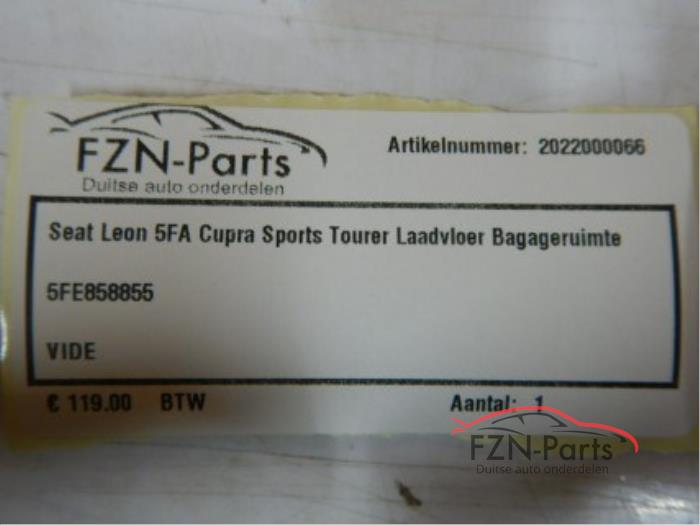 FZN-Parts
Duitse auto onderdelen
Artikelnummer: 2022000066
Seat Leon 5FA Cupra Sports Tourer Laadvloer Bagageruimte
5FE858855
VIDE
€ 119.00 BTW
Aantal: 1
FZN-Parts
Duitse auto onderdelen